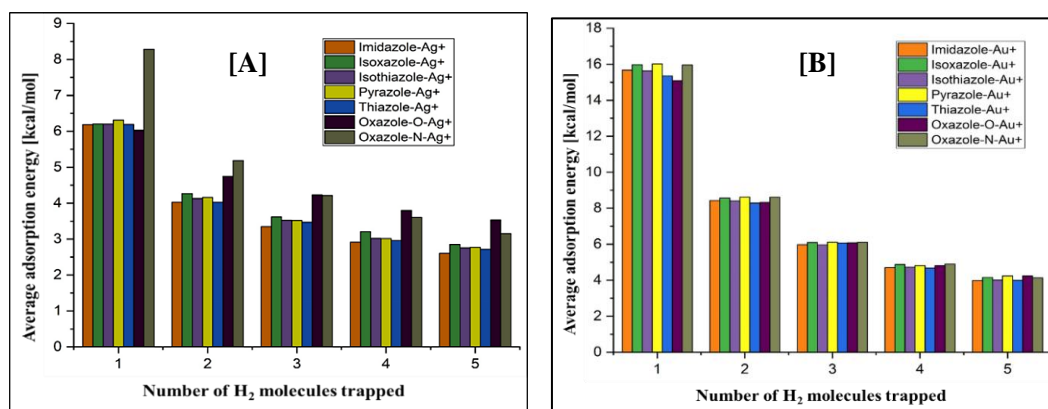 [A]
Average adsorption energy [kcal/mol]
9
8
7
6
5
4
3
2
1
0
Imidazole-Ag+
Isoxazole-Ag+
Isothiazole-Ag+
Pyrazole-Ag+
Thiazole-Ag+
Oxazole-O-Ag+
Oxazole-N-Ag+
1 2 3 4 5
Number of H₂ molecules trapped
[B]
Average adsorption energy [kcal/mol]
18
16
14
12
10
8
6
4
2
0
Imidazole-Au+
Isoxazole-Au+
Isothiazole-Au+
Pyrazole-Au+
Thiazole-Au+
Oxazole-O-Au+
Oxazole-N-Au+
1 2 3 4 5
Number of H₂ molecules trapped